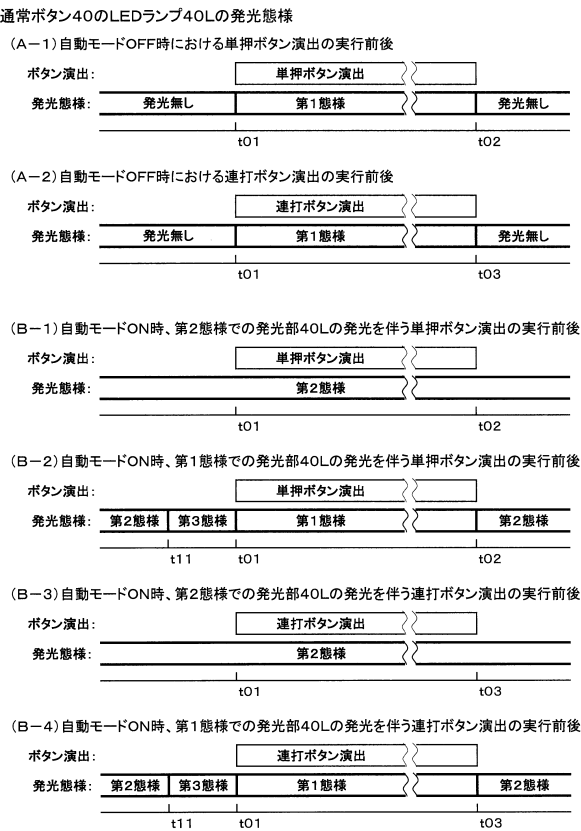 通常ボタン40のLEDランプ40Lの発光態様
(A-1)自動モードOFF時における単押ボタン演出の実行前後
ボタン演出: 単押ボタン演出
発光態様: 発光無し 第1態様 発光無し
t01 t02
(A-2)自動モードOFF時における連打ボタン演出の実行前後
ボタン演出: 連打ボタン演出
発光態様: 発光無し 第1態様 発光無し
t01 t03
(B-1)自動モードON時、第2態様での発光部40Lの発光を伴う単押ボタン演出の実行前後
ボタン演出: 単押ボタン演出
発光態様: 第2態様
t01 t02
(B-2)自動モードON時、第1態様での発光部40Lの発光を伴う単押ボタン演出の実行前後
ボタン演出: 単押ボタン演出
発光態様: 第2態様 第3態様 第1態様 第2態様
t11 t01 t02
(B-3)自動モードON時、第2態様での発光部40Lの発光を伴う連打ボタン演出の実行前後
ボタン演出: 連打ボタン演出
発光態様: 第2態様
t01 t03
(B-4)自動モードON時、第1態様での発光部40Lの発光を伴う連打ボタン演出の実行前後
ボタン演出: 連打ボタン演出
発光態様: 第2態様 第3態様 第1態様 第2態様
t11 t01 t03